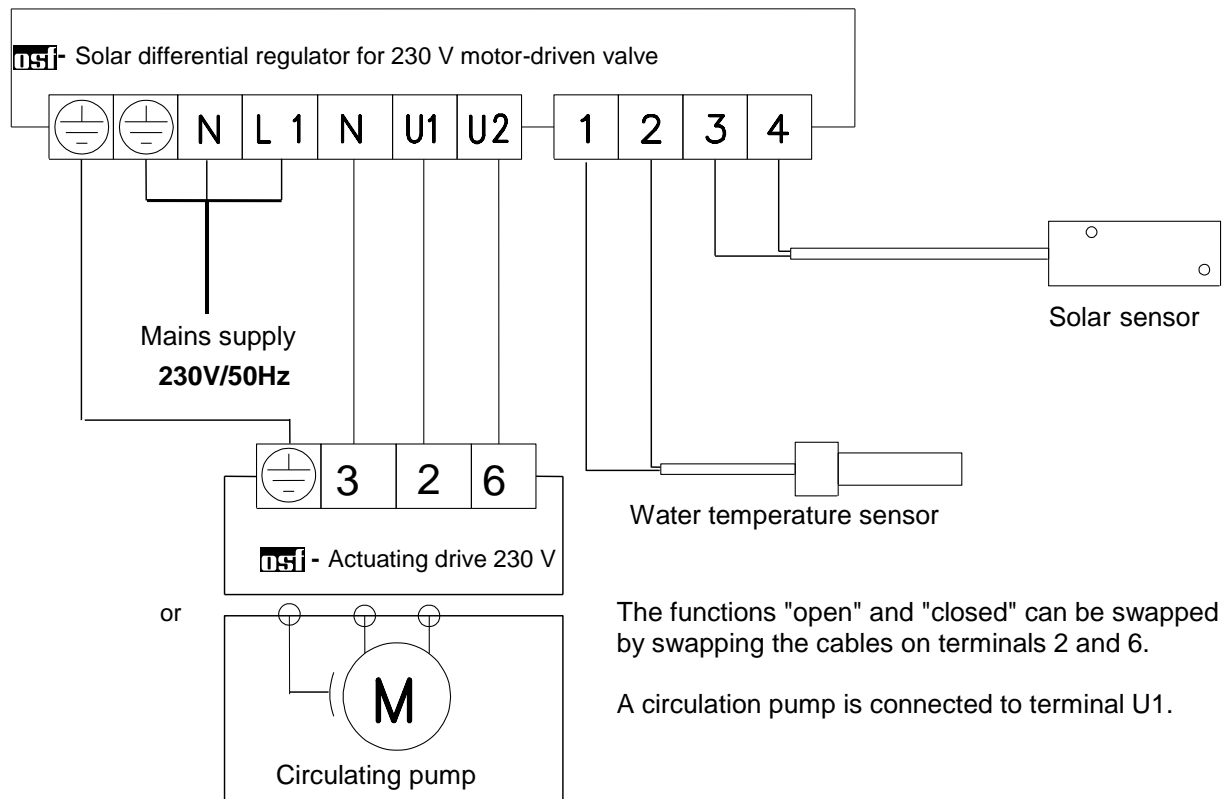 osf- Solar differential regulator for 230 V motor-driven valve
N L 1 N U1 U2 1 2 3 4
Solar sensor
Mains supply
230V/50Hz
3 2 6
Water temperature sensor
osf - Actuating drive 230 V
or
The functions "open" and "closed" can be swapped
by swapping the cables on terminals 2 and 6.
A circulation pump is connected to terminal U1.
M
Circulating pump